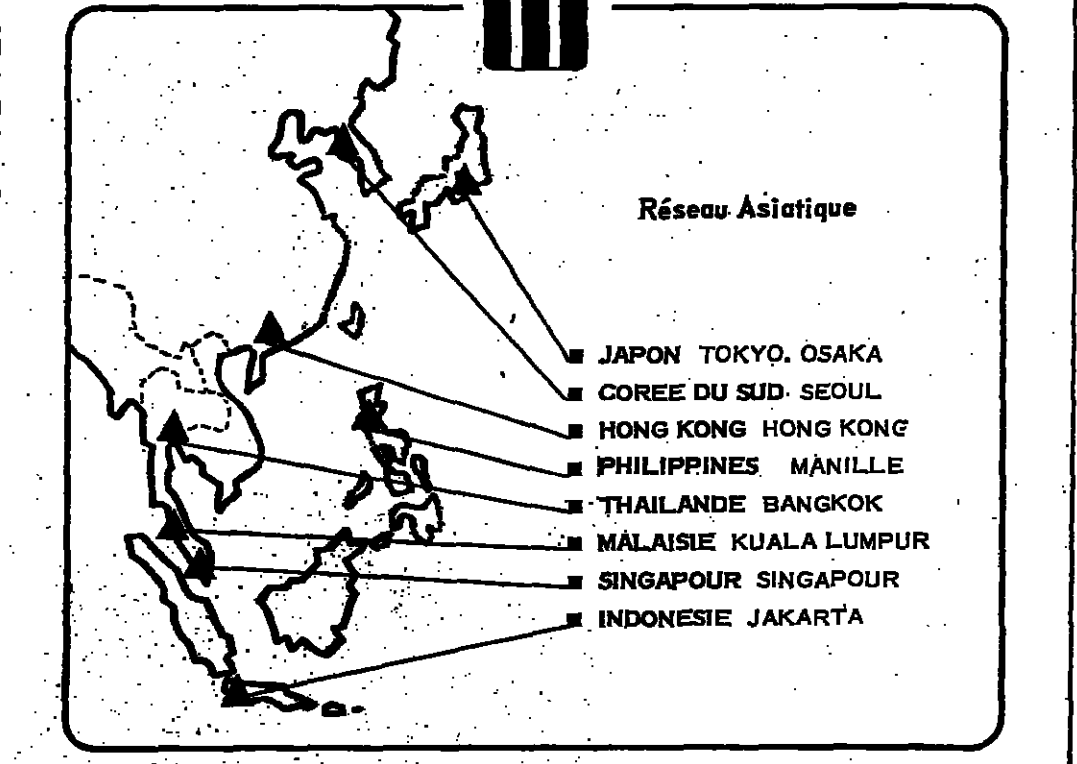 Réseau Asiatique
JAPON TOKYO. OSAKA
COREE DU SUD SEOUL
HONG KONG HONG KONG
PHILIPPINES MANILLE
THAILANDE BANGKOK
MALAISIE KUALA LUMPUR
SINGAPOUR SINGAPOUR
INDONESIE JAKARTA